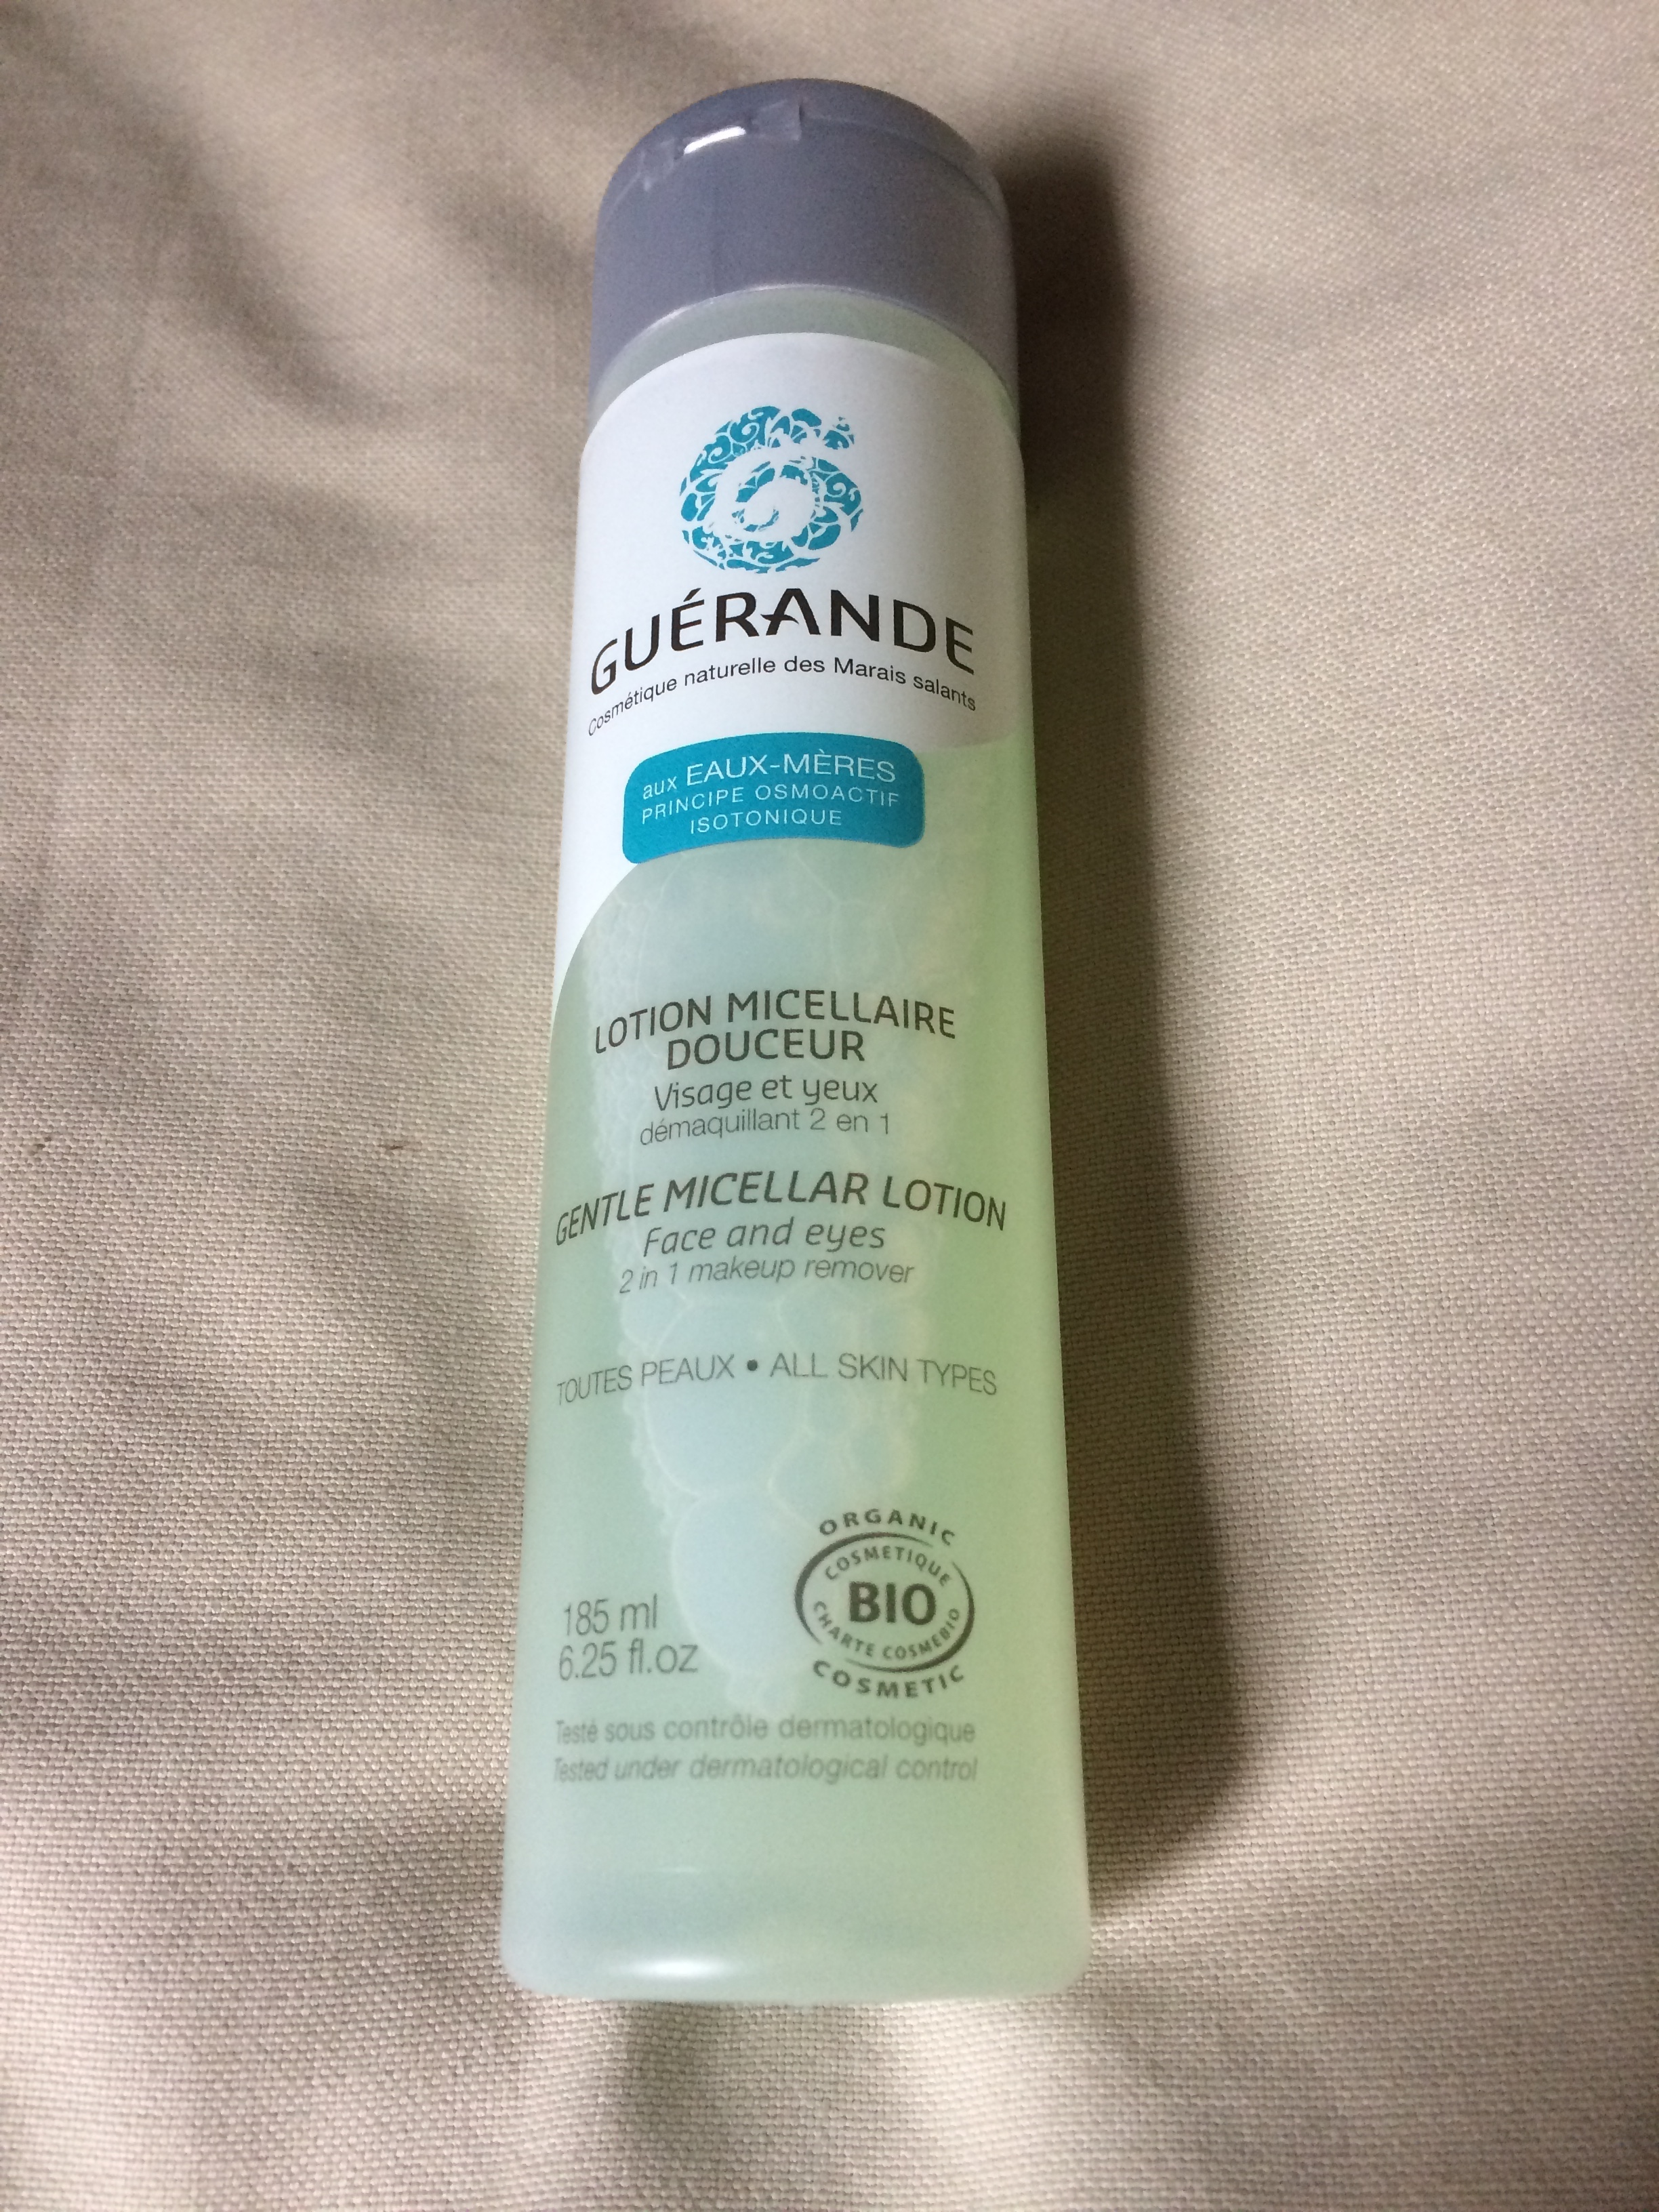 GUÉRANDE
Cosmétique naturelle des Marais salants
aux EAUX-MÈRES
PRINCIPE OSMOACTIF
ISOTONIQUE
LOTION MICELLAIRE
DOUCEUR
Visage et yeux
démaquillant 2 en 1
GENTLE MICELLAR LOTION
Face and eyes
2 in 1 makeup remover
TOUTES PEAUX • ALL SKIN TYPES
ORGANIC
COSMETIQUE
BIO
CHARTE COSMEBIO
COSMETIC
185 ml
6.25 fl.oz
Testé sous contrôle dermatologique
Tested under dermatological control